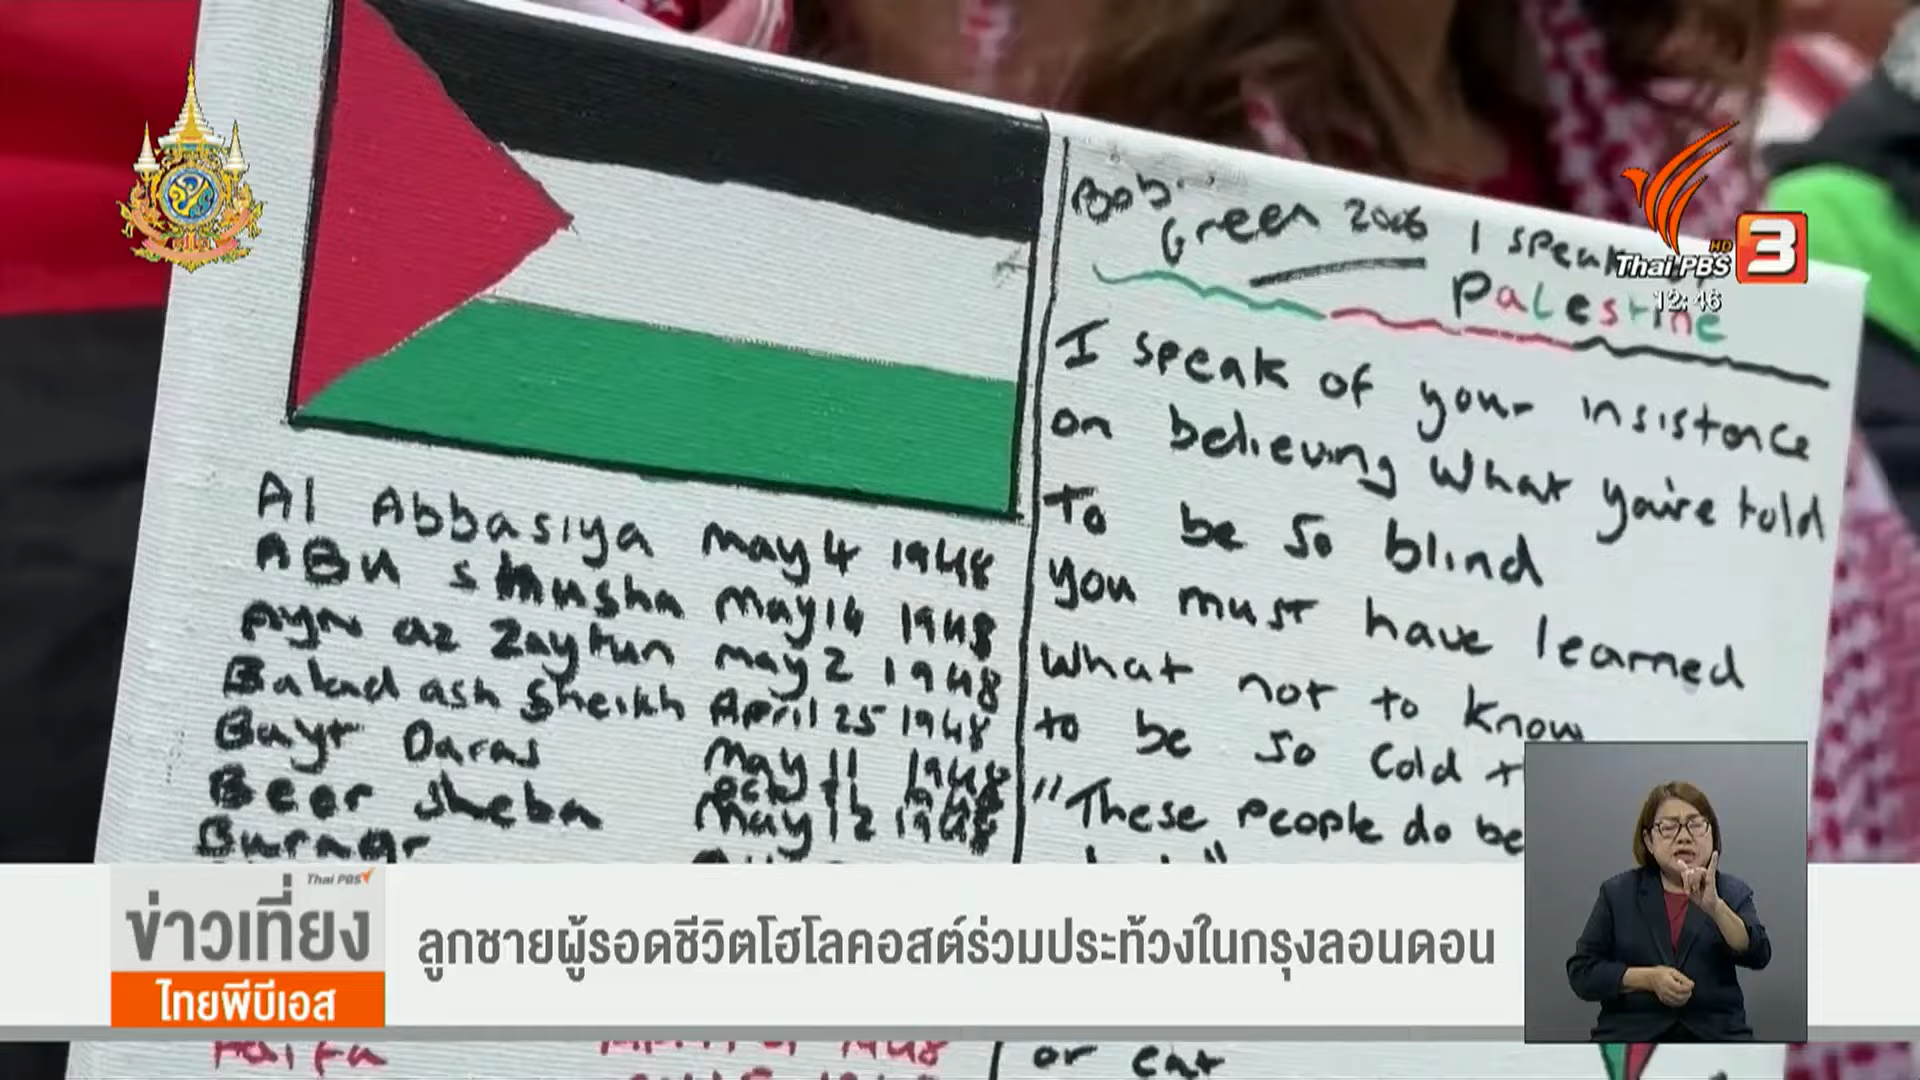 Bob Green 2006 I speak
Palestine
I speak of your insistance
on believing what you're told
To be so blind
you must have learned
what not to know
to be so cold
"These people do be
or eat
Al Abbasiya may 4 1948
ABu shusha may 14 1948
Ayn az Zaytun may 2 1948
Balad ash Sheikh April 25 1948
Bayt Daras may 11 1948
Beer sheba may 12 1948
Haifa 1948
Thai PBS
HD
3
12:46
Thai PBS
ข่าวเที่ยง
ไทยพีบีเอส
ลูกชายผู้รอดชีวิตโฮโลคอสต์ร่วมประท้วงในกรุงลอนดอน